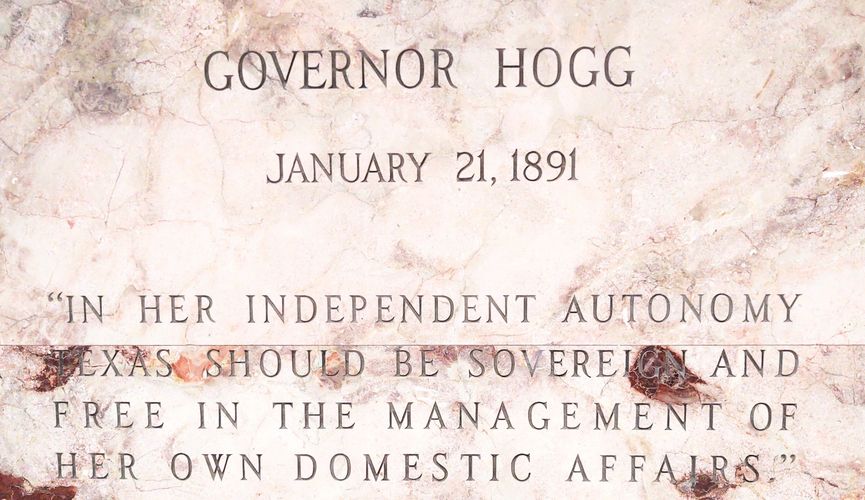 GOVERNOR HOGG
JANUARY 21, 1891
“IN HER INDEPENDENT AUTONOMY
TEXAS SHOULD BE SOVEREIGN AND
FREE IN THE MANAGEMENT OF
HER OWN DOMESTIC AFFAIRS.”